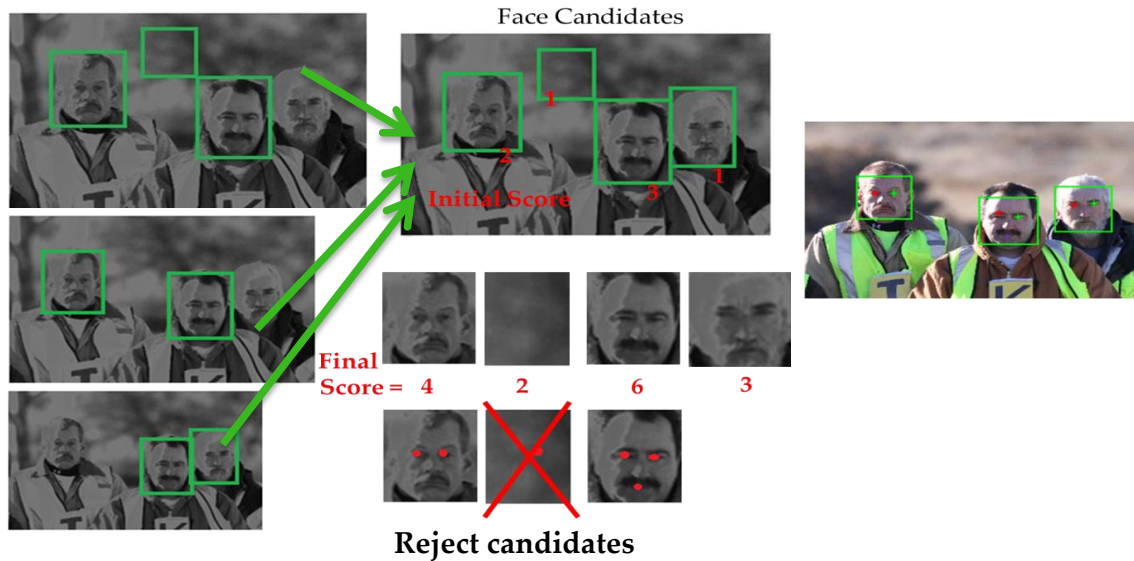 Face Candidates
1
2
3
1
Initial Score
Final
Score = 4 2 6 3
Reject candidates
T
K
T
K
T
K
T
K
T
K